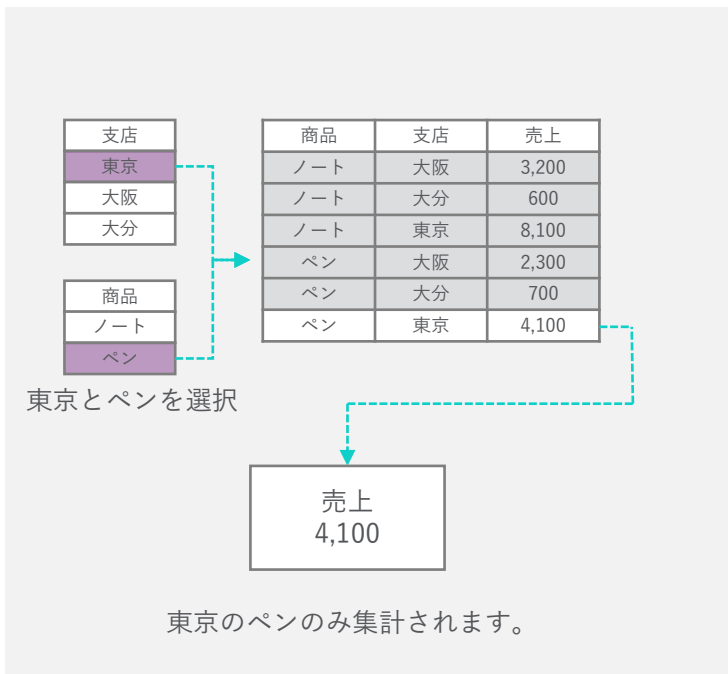 支店
東京
大阪
大分
商品
ノート
ペン
東京とペンを選択
商品 支店 売上
ノート 大阪 3,200
ノート 大分 600
ノート 東京 8,100
ペン 大阪 2,300
ペン 大分 700
ペン 東京 4,100
売上
4,100
東京のペンのみ集計されます。